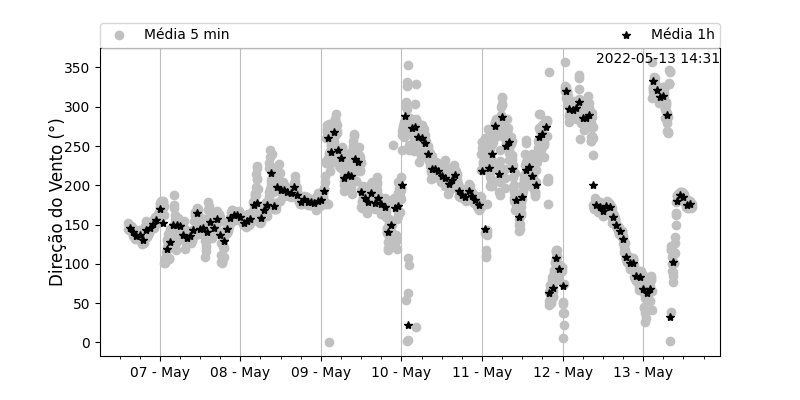 Média 5 min
Média 1h
2022-05-13 14:31
Direção do Vento (°)
350
300
250
200
150
100
50
0
07 - May
08 - May
09 - May
10 - May
11 - May
12 - May
13 - May